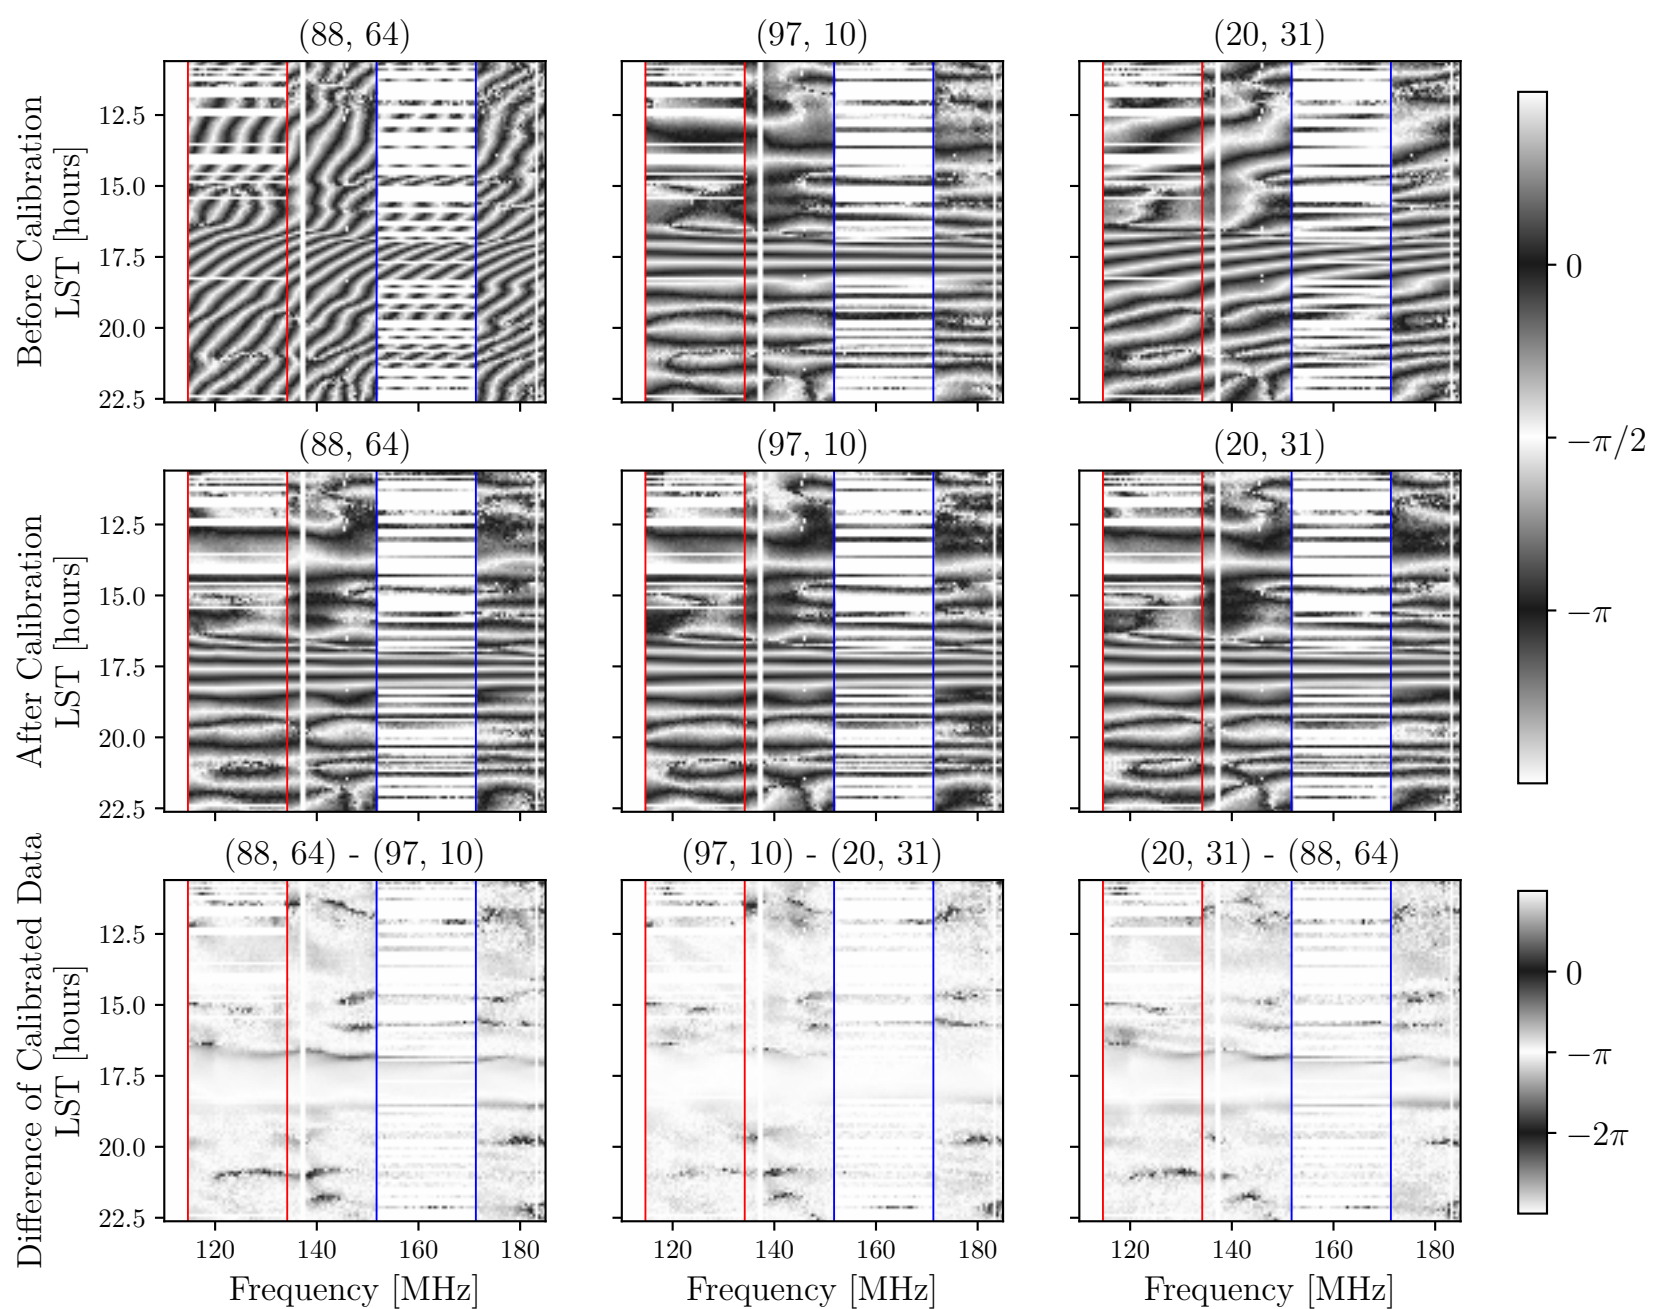 (88, 64)
(97, 10)
(20, 31)
Before Calibration
LST [hours]
12.5
15.0
17.5
20.0
22.5
0
−π/2
−π
(88, 64)
(97, 10)
(20, 31)
After Calibration
LST [hours]
12.5
15.0
17.5
20.0
22.5
(88, 64) - (97, 10)
(97, 10) - (20, 31)
(20, 31) - (88, 64)
Difference of Calibrated Data
LST [hours]
12.5
15.0
17.5
20.0
22.5
0
−π
−2π
120 140 160 180
120 140 160 180
120 140 160 180
Frequency [MHz]
Frequency [MHz]
Frequency [MHz]